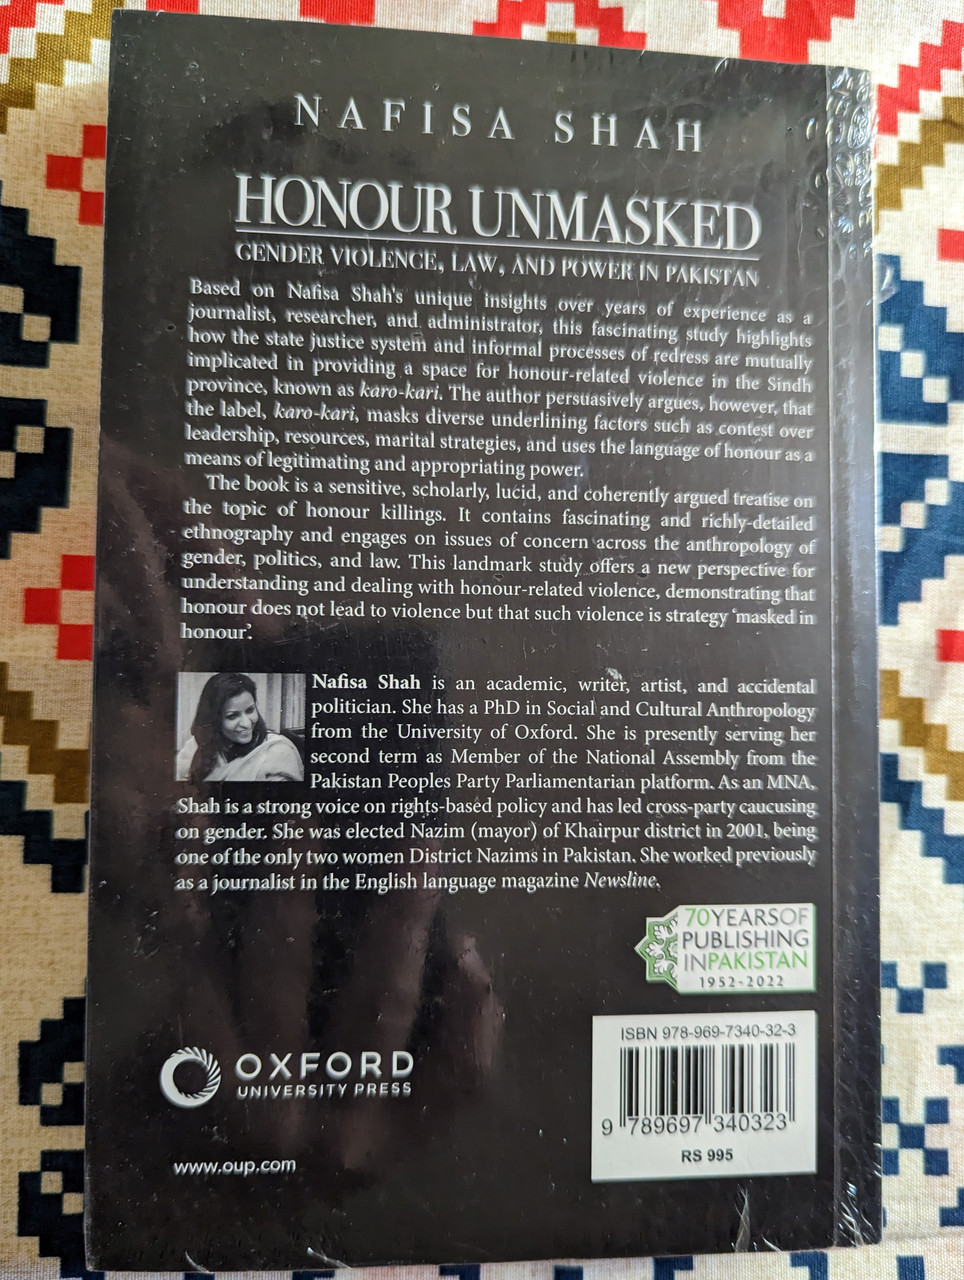 NAFISA SHAH
HONOUR UNMASKED
GENDER VIOLENCE, LAW, AND POWER IN PAKISTAN
Based on Nafisa Shah's unique insights over years of experience as a
journalist, researcher, and administrator, this fascinating study highlights
how the state justice system and informal processes of redress are mutually
implicated in providing a space for honour-related violence in the Sindh
province, known as karo-kari. The author persuasively argues, however, that
the label, karo-kari, masks diverse underlining factors such as contest over
leadership, resources, marital strategies, and uses the language of honour as a
means of legitimating and appropriating power.
The book is a sensitive, scholarly, lucid, and coherently argued treatise on
the topic of honour killings. It contains fascinating and richly-detailed
ethnography and engages on issues of concern across the anthropology of
gender, politics, and law. This landmark study offers a new perspective for
understanding and dealing with honour-related violence, demonstrating that
honour does not lead to violence but that such violence is strategy ‘masked in
honour’.
Nafisa Shah is an academic, writer, artist, and accidental
politician. She has a PhD in Social and Cultural Anthropology
from the University of Oxford. She is presently serving her
second term as Member of the National Assembly from the
Pakistan Peoples Party Parliamentarian platform. As an MNA,
Shah is a strong voice on rights-based policy and has led cross-party caucusing
on gender. She was elected Nazim (mayor) of Khairpur district in 2001, being
one of the only two women District Nazims in Pakistan. She worked previously
as a journalist in the English language magazine Newsline.
70 YEARS OF
PUBLISHING
IN PAKISTAN
1952-2022
ISBN 978-969-7340-32-3
9 789697 340323
RS 995
OXFORD
UNIVERSITY PRESS
www.oup.com